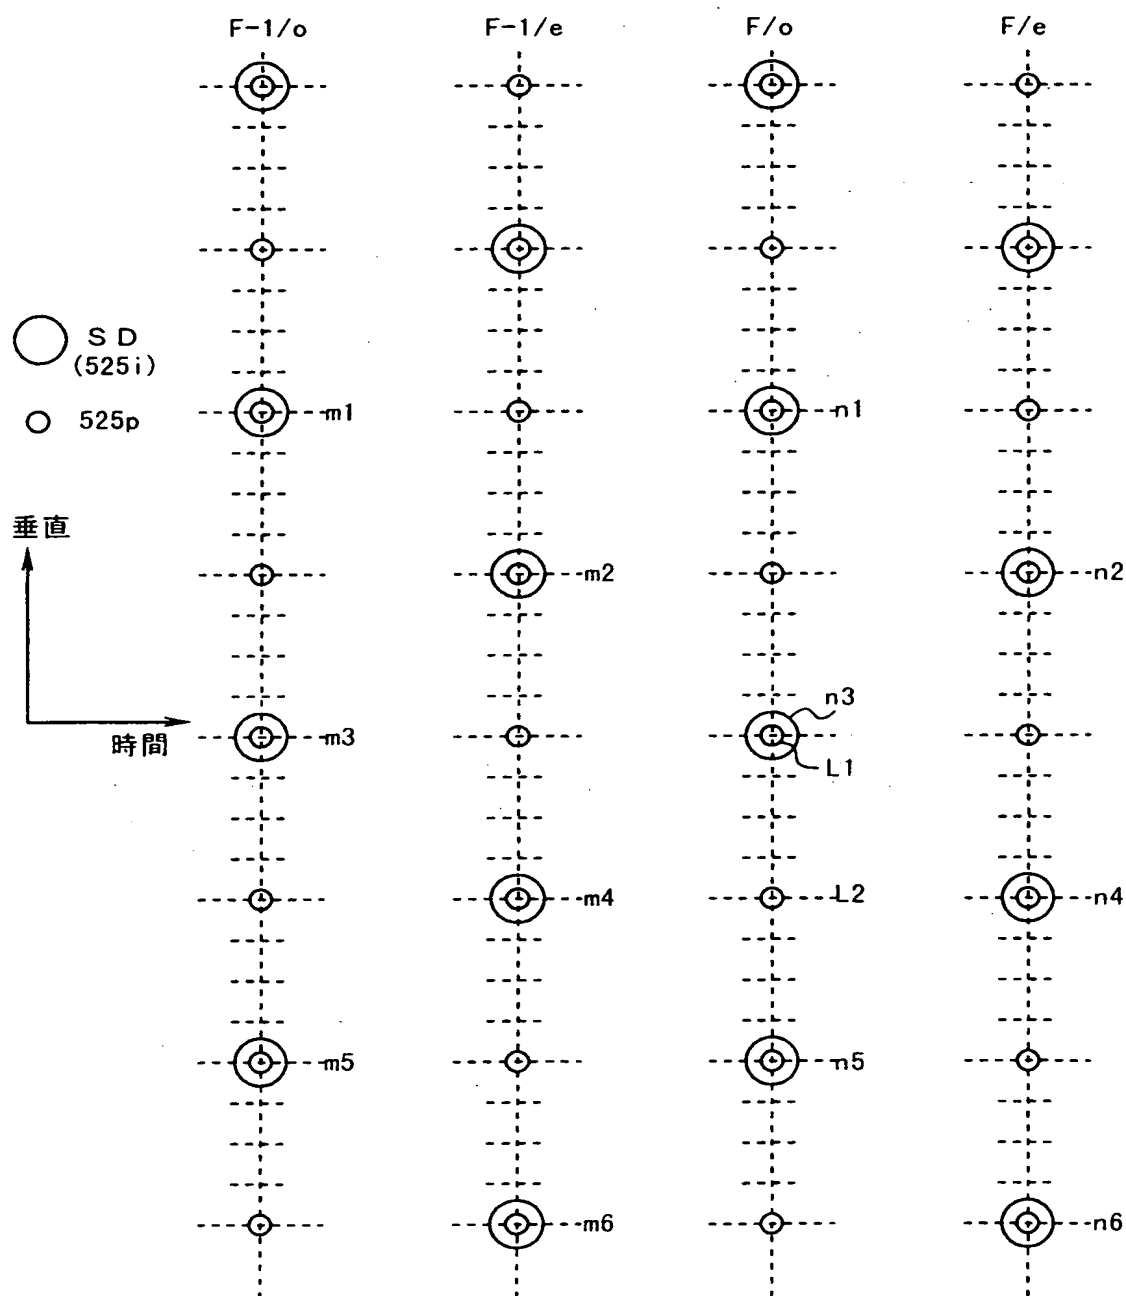 F-1/o F-1/e F/o F/e
SD
(525i)
525p
m1 n1
垂直
m2 n2
n3
時間 m3
L1
m4 L2 n4
m5 n5
m6 n6